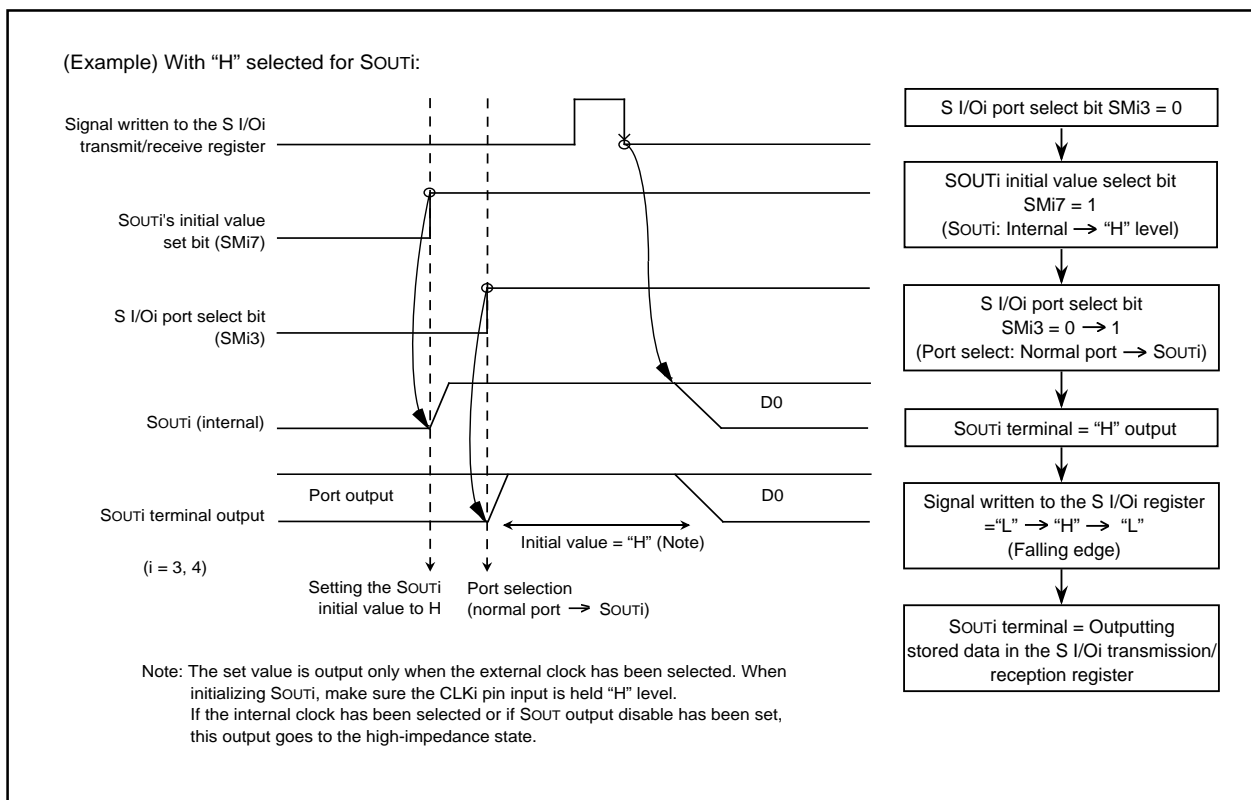 (Example) With “H” selected for SOUTi:
Signal written to the S I/Oi
transmit/receive register
SOUTi's initial value
set bit (SMi7)
S I/Oi port select bit
(SMi3)
SOUTi (internal)
D0
Port output
D0
SOUTi terminal output
Initial value = “H” (Note)
(i = 3, 4)
Setting the SOUTi
initial value to H
Port selection
(normal port → SOUTi)
Note: The set value is output only when the external clock has been selected. When
initializing SOUTi, make sure the CLKi pin input is held “H” level.
If the internal clock has been selected or if SOUT output disable has been set,
this output goes to the high-impedance state.
S I/Oi port select bit SMi3 = 0
SOUTi initial value select bit
SMi7 = 1
(SOUTi: Internal → “H” level)
S I/Oi port select bit
SMi3 = 0 → 1
(Port select: Normal port → SOUTi)
SOUTi terminal = “H” output
Signal written to the S I/Oi register
=“L” → “H” → “L”
(Falling edge)
SOUTi terminal = Outputting
stored data in the S I/Oi transmission/
reception register